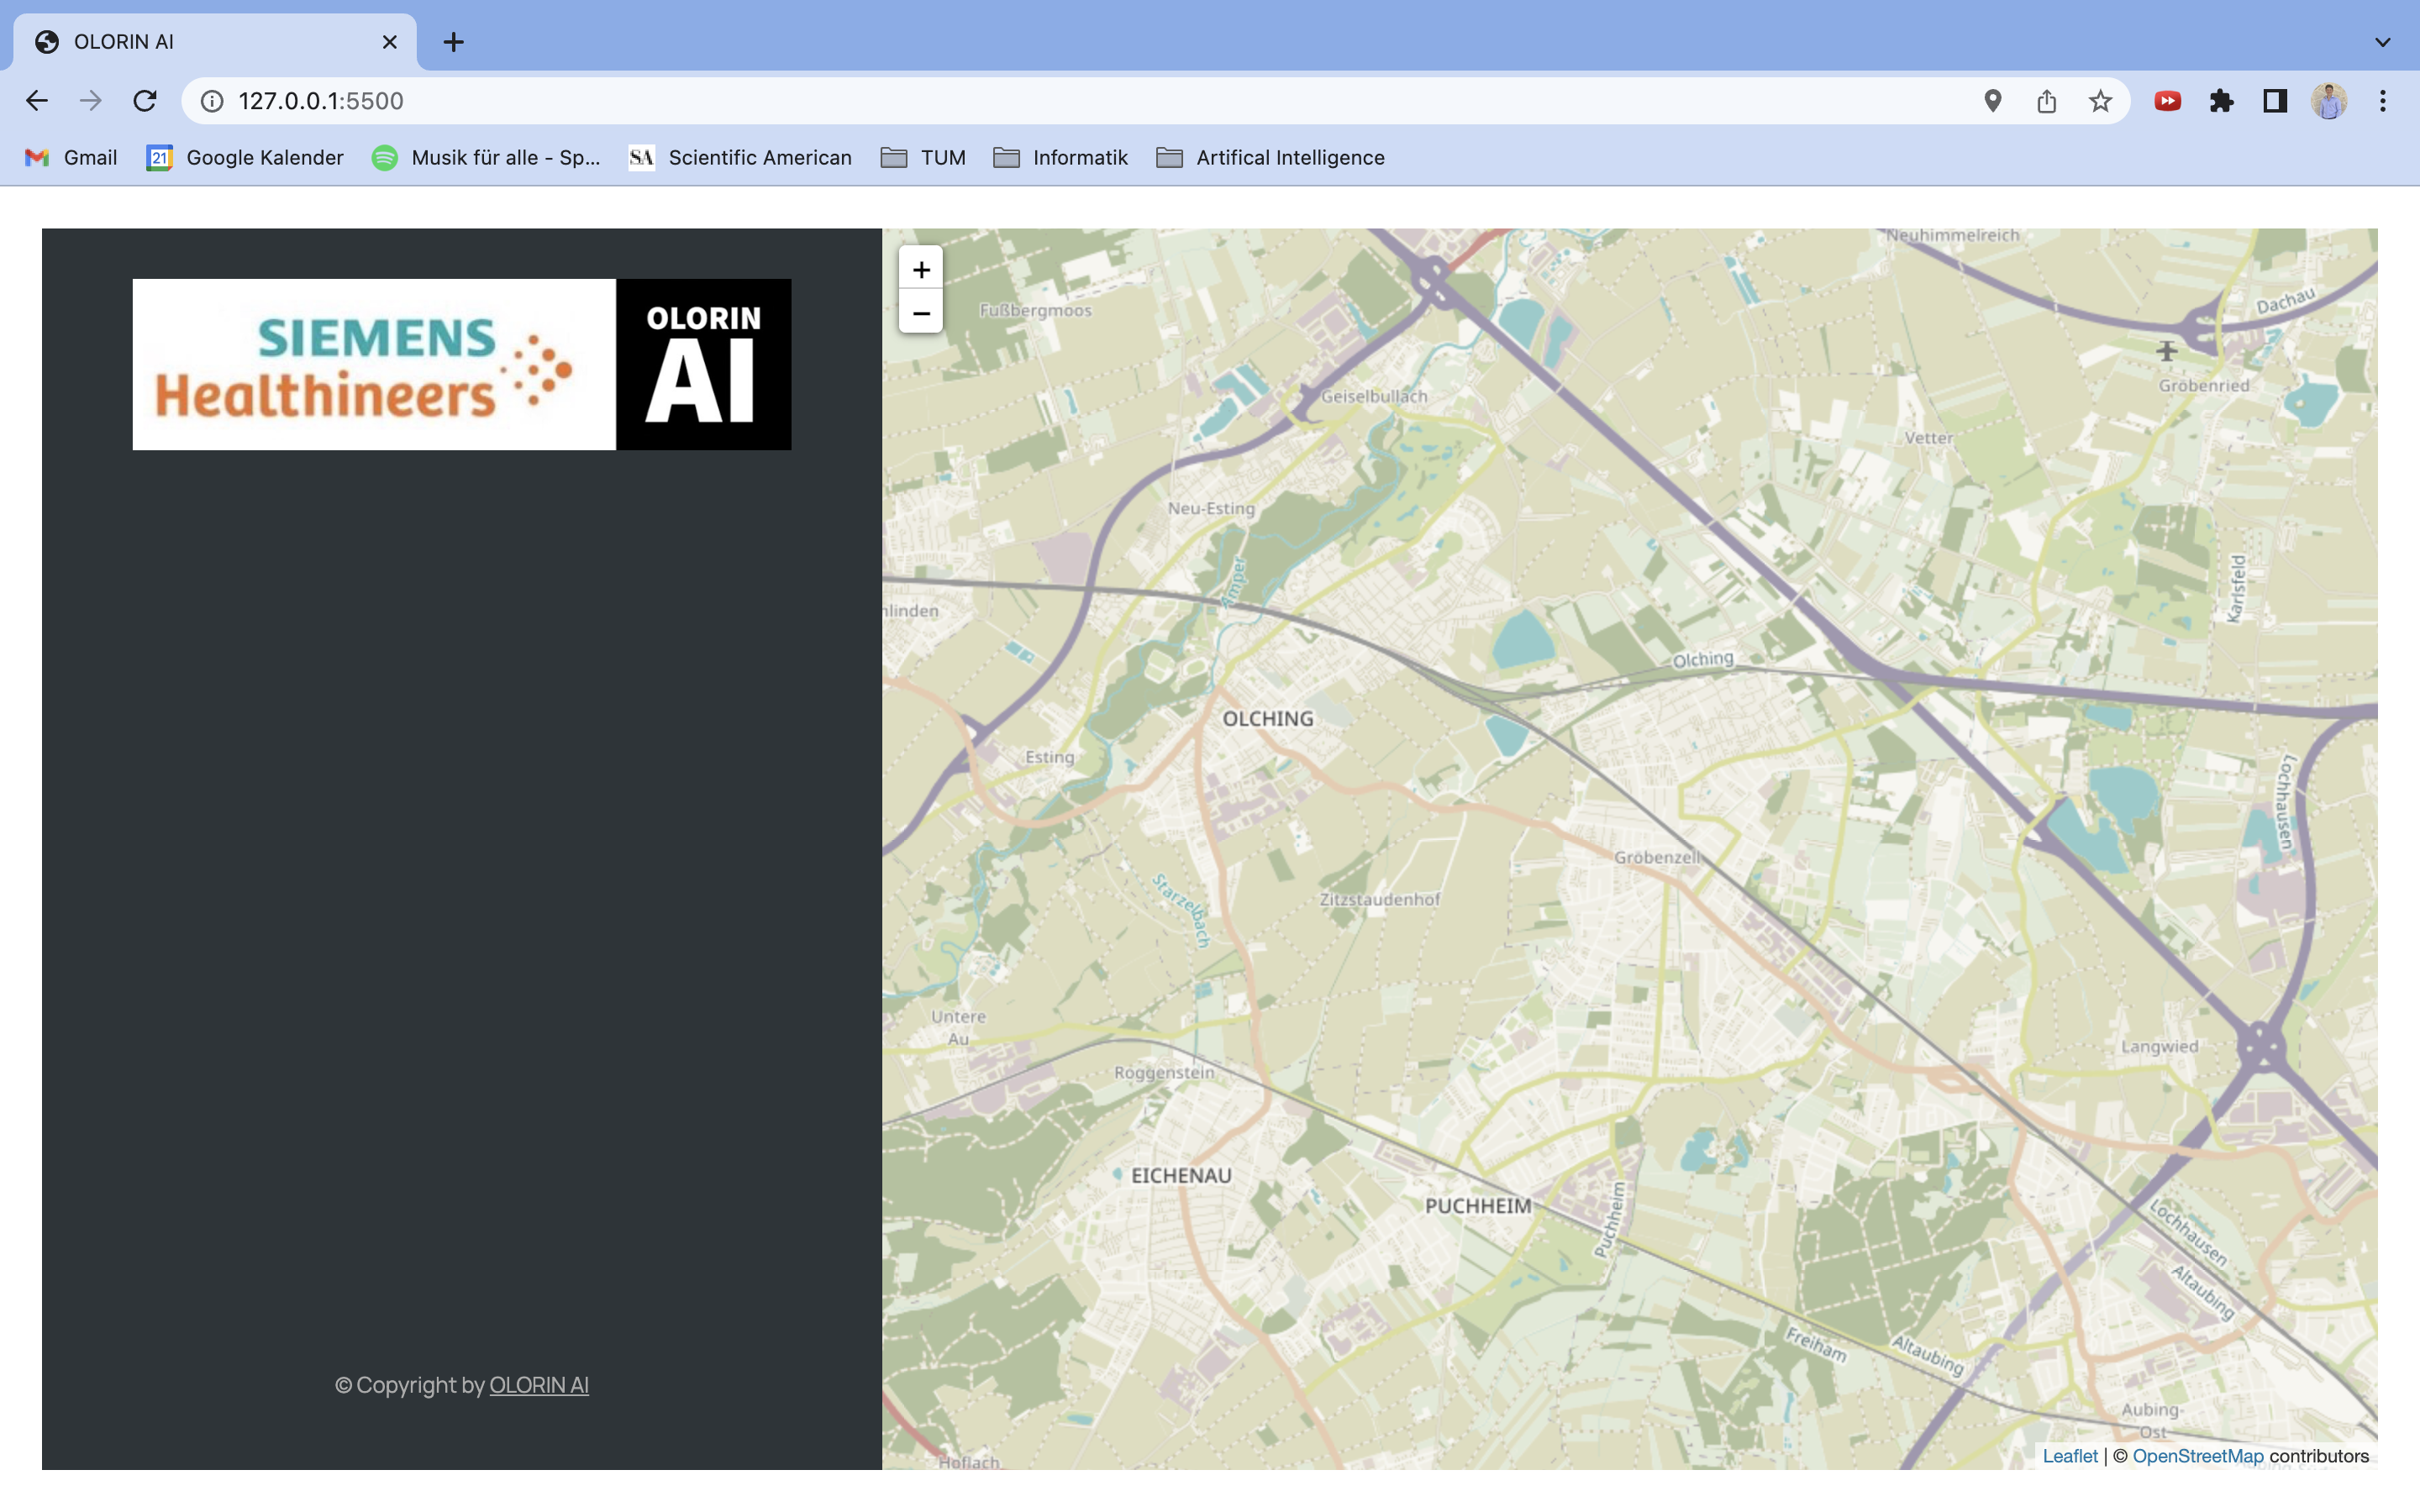 OLORIN AI
127.0.0.1:5500
Gmail
21
Google Kalender
Musik für alle - Sp...
SA
Scientific American
TUM
Informatik
Artifical Intelligence
SIEMENS
Healthineers
OLORIN
AI
© Copyright by OLORIN AI
+
−
Neuhimmelreich
Fußbergmoos
Dachau
Gröbenried
Geiselbullach
Vetter
Neu-Esting
Amper
Karlsfeld
nlinden
Olching
OLCHING
Esting
Lochhausen
Gröbenzell
Zitzstaudenhof
Starzelbach
Untere
Au
Langwied
Roggenstein
EICHENAU
PUCHHEIM
Puchheim
Lochhausen
Altaubing
Freiham
Altaubing
Aubing-
Ost
Hoflach
Leaflet | © OpenStreetMap contributors